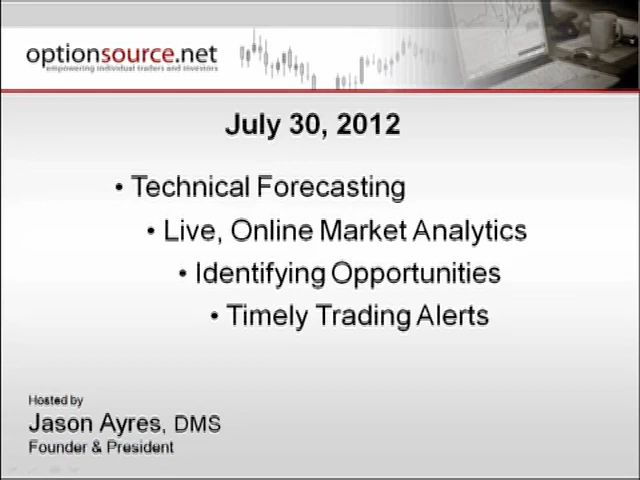 optionsource.net
empowering individual traders and investors
July 30, 2012
• Technical Forecasting
• Live, Online Market Analytics
• Identifying Opportunities
• Timely Trading Alerts
Hosted by
Jason Ayres, DMS
Founder & President